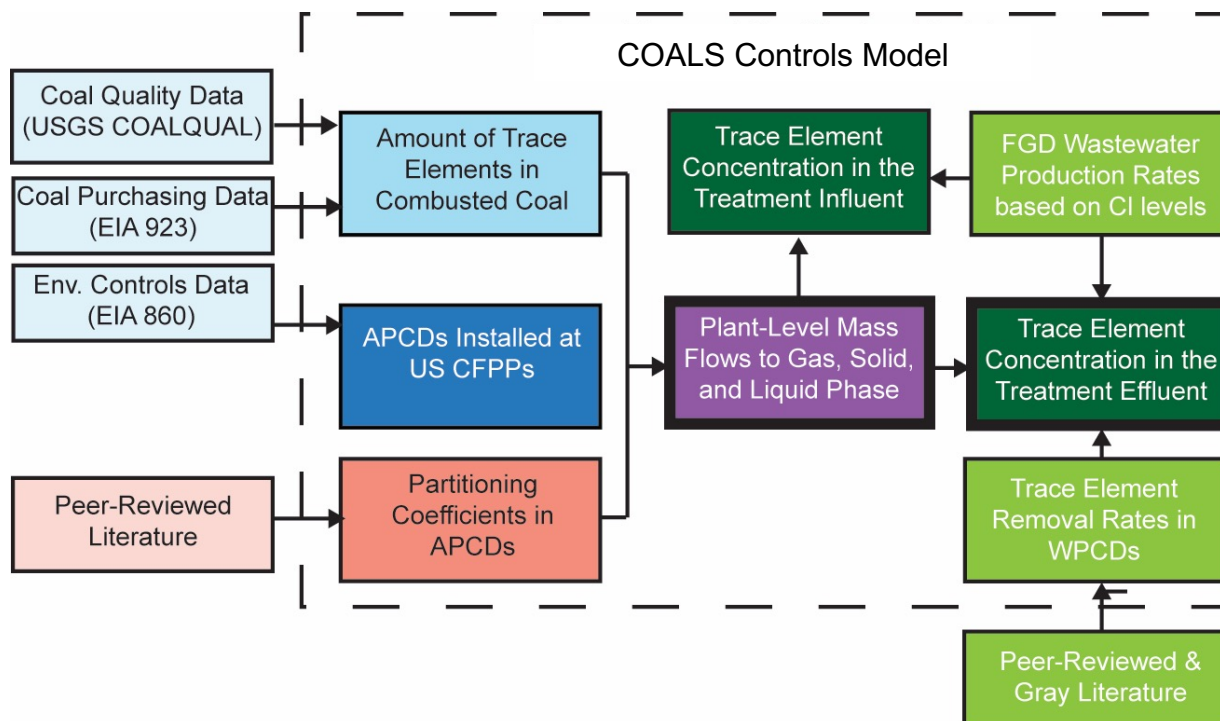 COALS Controls Model
Coal Quality Data
(USGS COALQUAL)
Coal Purchasing Data
(EIA 923)
Env. Controls Data
(EIA 860)
Peer-Reviewed
Literature
Amount of Trace
Elements in
Combusted Coal
APCDs Installed at
US CFPPs
Partitioning
Coefficients in
APCDs
Trace Element
Concentration in the
Treatment Influent
Plant-Level Mass
Flows to Gas, Solid,
and Liquid Phase
FGD Wastewater
Production Rates
based on Cl levels
Trace Element
Concentration in the
Treatment Effluent
Trace Element
Removal Rates in
WPCDs
Peer-Reviewed &
Gray Literature